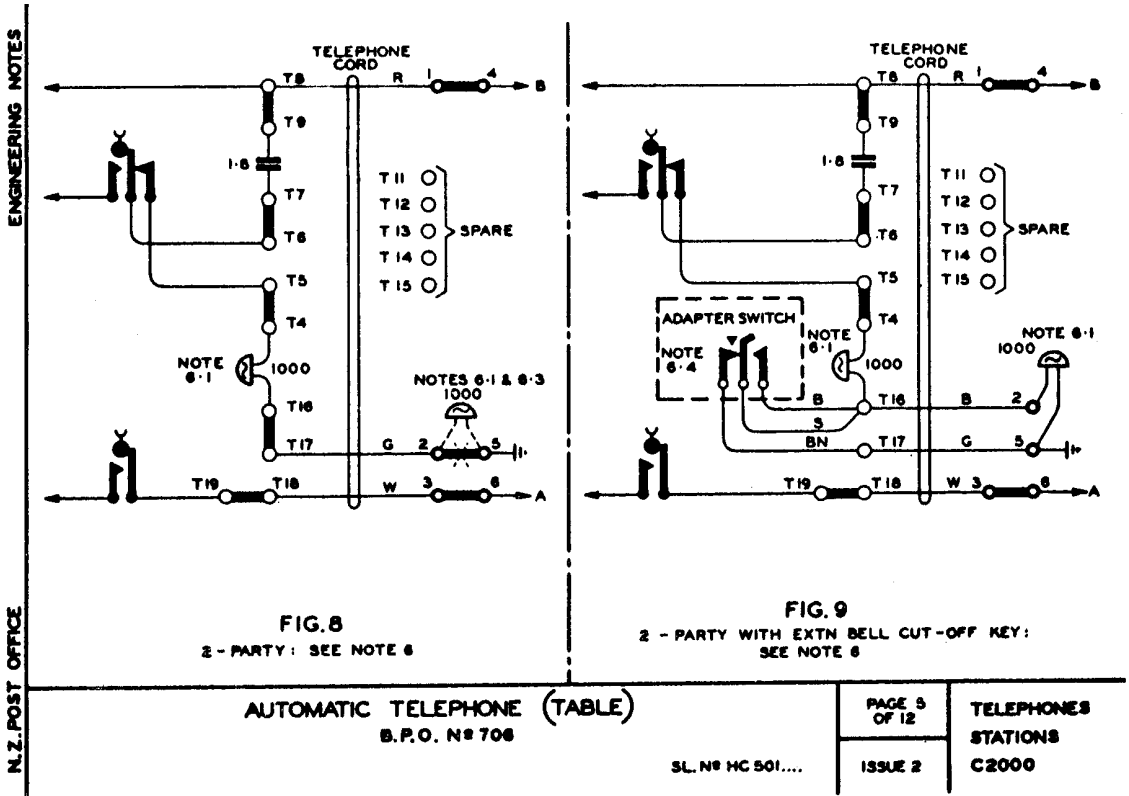 ENGINEERING NOTES
N.Z. POST OFFICE
TELEPHONE
CORD
T8
R
1
4
B
T9
1·8
T7
T6
T11
T12
T13
T14
T15
SPARE
T5
T4
NOTE
6·1
1000
NOTES 6·1 & 6·3
1000
T16
T17
G
2
5
T19
T18
W
3
6
A
FIG. 8
2 - PARTY: SEE NOTE 6
TELEPHONE
CORD
T8
R
1
4
B
T9
1·8
T7
T6
T11
T12
T13
T14
T15
SPARE
T5
T4
ADAPTER SWITCH
NOTE
6·4
NOTE
6·1
1000
NOTE 6·1
1000
B
T16
B
2
S
BN
T17
G
5
T19
T18
W
3
6
A
FIG. 9
2 - PARTY WITH EXTN BELL CUT-OFF KEY:
SEE NOTE 6
AUTOMATIC TELEPHONE (TABLE)
B.P.O. Nº 706
SL. Nº HC 501....
PAGE 5
OF 12
ISSUE 2
TELEPHONES
STATIONS
C2000